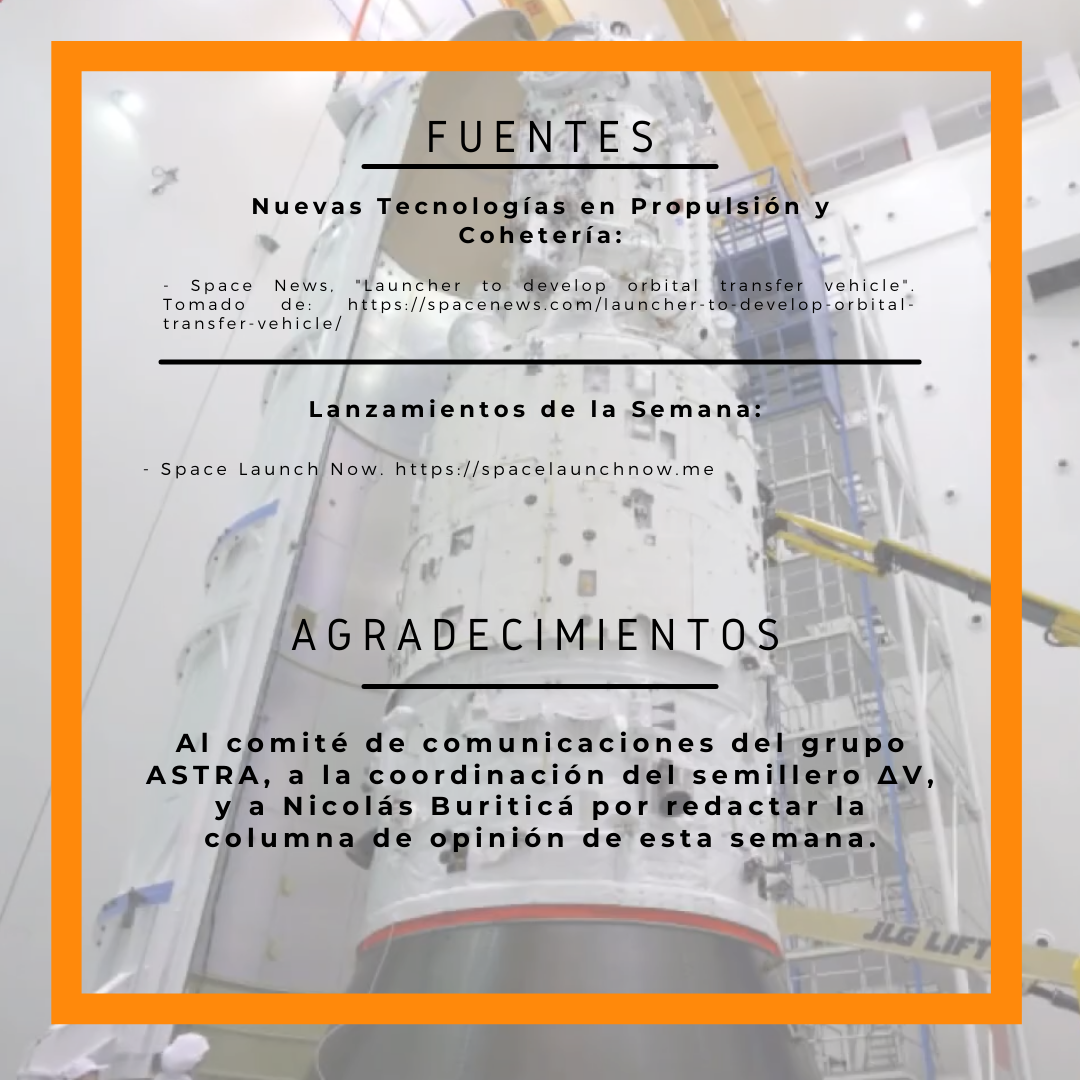 FUENTES
Nuevas Tecnologías en Propulsión y
Cohetería:
- Space News, "Launcher to develop orbital transfer vehicle".
Tomado de: https://spacenews.com/launcher-to-develop-orbital-
transfer-vehicle/
Lanzamientos de la Semana:
- Space Launch Now. https://spacelaunchnow.me
AGRADECIMIENTOS
Al comité de comunicaciones del grupo
ASTRA, a la coordinación del semillero ΔV,
y a Nicolás Buriticá por redactar la
columna de opinión de esta semana.
JLG LIFT